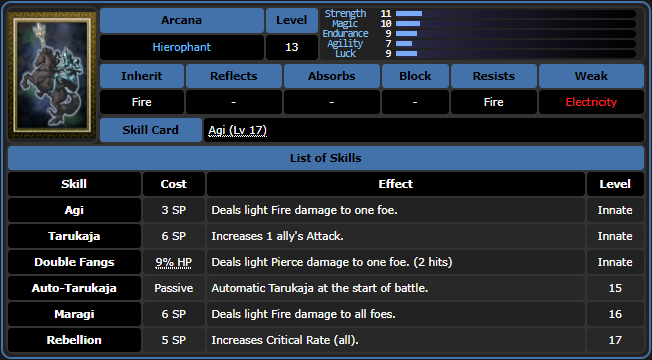 Arcana Level
Hierophant 13
Strength 11
Magic 10
Endurance 9
Agility 7
Luck 9
Inherit Reflects Absorbs Block Resists Weak
Fire - - - Fire Electricity
Skill Card Agi (Lv 17)
List of Skills
Skill Cost Effect Level
Agi 3 SP Deals light Fire damage to one foe. Innate
Tarukaja 6 SP Increases 1 ally's Attack. Innate
Double Fangs 9% HP Deals light Pierce damage to one foe. (2 hits) Innate
Auto-Tarukaja Passive Automatic Tarukaja at the start of battle. 15
Maragi 6 SP Deals light Fire damage to all foes. 16
Rebellion 5 SP Increases Critical Rate (all). 17